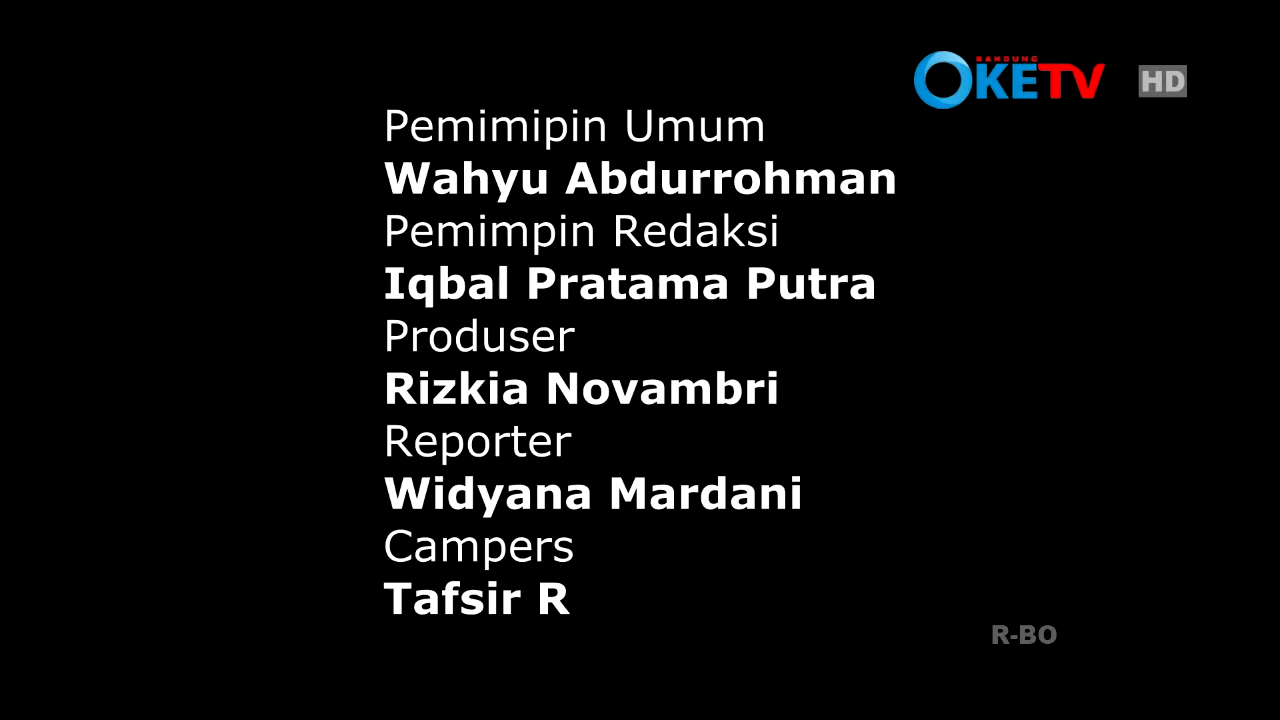 BANDUNG
OKETV
HD
Pemimipin Umum
Wahyu Abdurrohman
Pemimpin Redaksi
Iqbal Pratama Putra
Produser
Rizkia Novambri
Reporter
Widyana Mardani
Campers
Tafsir R
R-BO